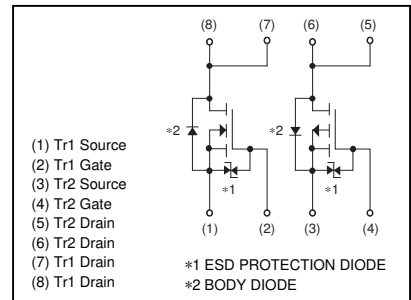 (8) (7) (6) (5)
*2 *2
*1 *1
(1) (2) (3) (4)
(1) Tr1 Source
(2) Tr1 Gate
(3) Tr2 Source
(4) Tr2 Gate
(5) Tr2 Drain
(6) Tr2 Drain
(7) Tr1 Drain
(8) Tr1 Drain
*1 ESD PROTECTION DIODE
*2 BODY DIODE